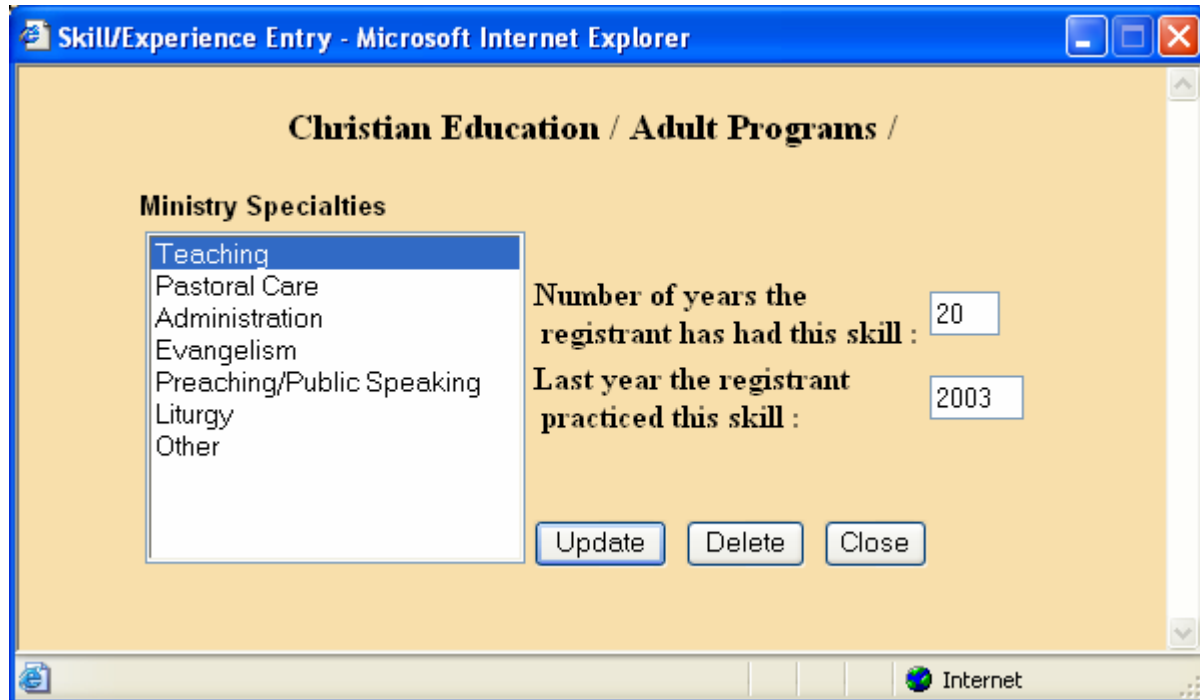 Skill/Experience Entry - Microsoft Internet Explorer
Christian Education / Adult Programs /
Ministry Specialties
Teaching
Pastoral Care
Administration
Evangelism
Preaching/Public Speaking
Liturgy
Other
Number of years the
registrant has had this skill :
20
Last year the registrant
practiced this skill :
2003
Update Delete Close
Internet